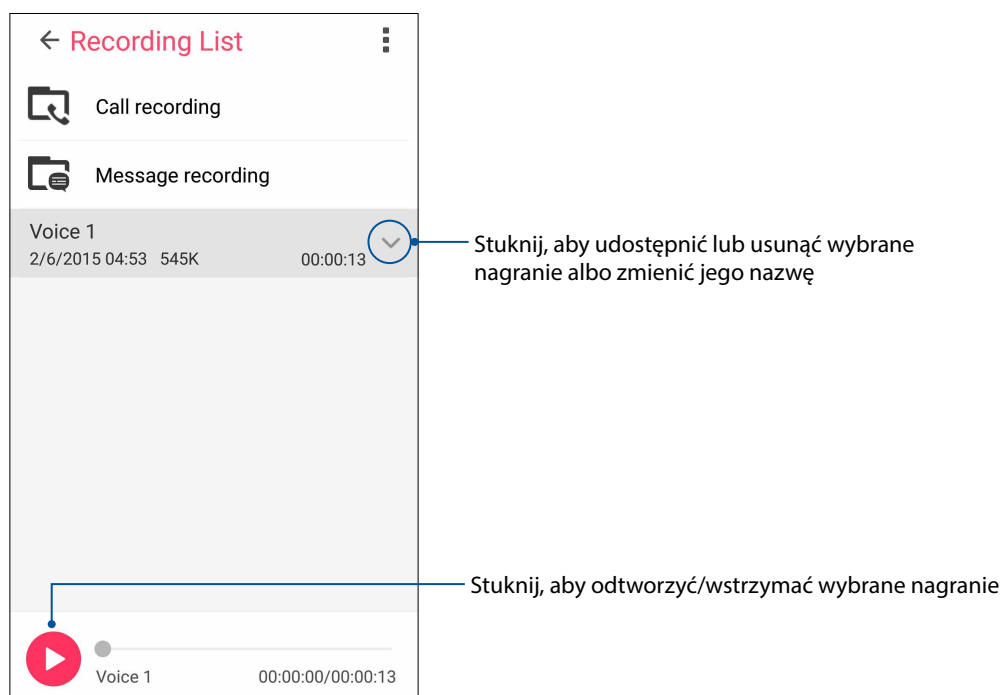 Recording List
Call recording
Message recording
Voice 1
2/6/2015 04:53 545K 00:00:13
Stuknij, aby udostępnić lub usunąć wybrane
nagranie albo zmienić jego nazwę
Stuknij, aby odtworzyć/wstrzymać wybrane nagranie
Voice 1 00:00:00/00:00:13